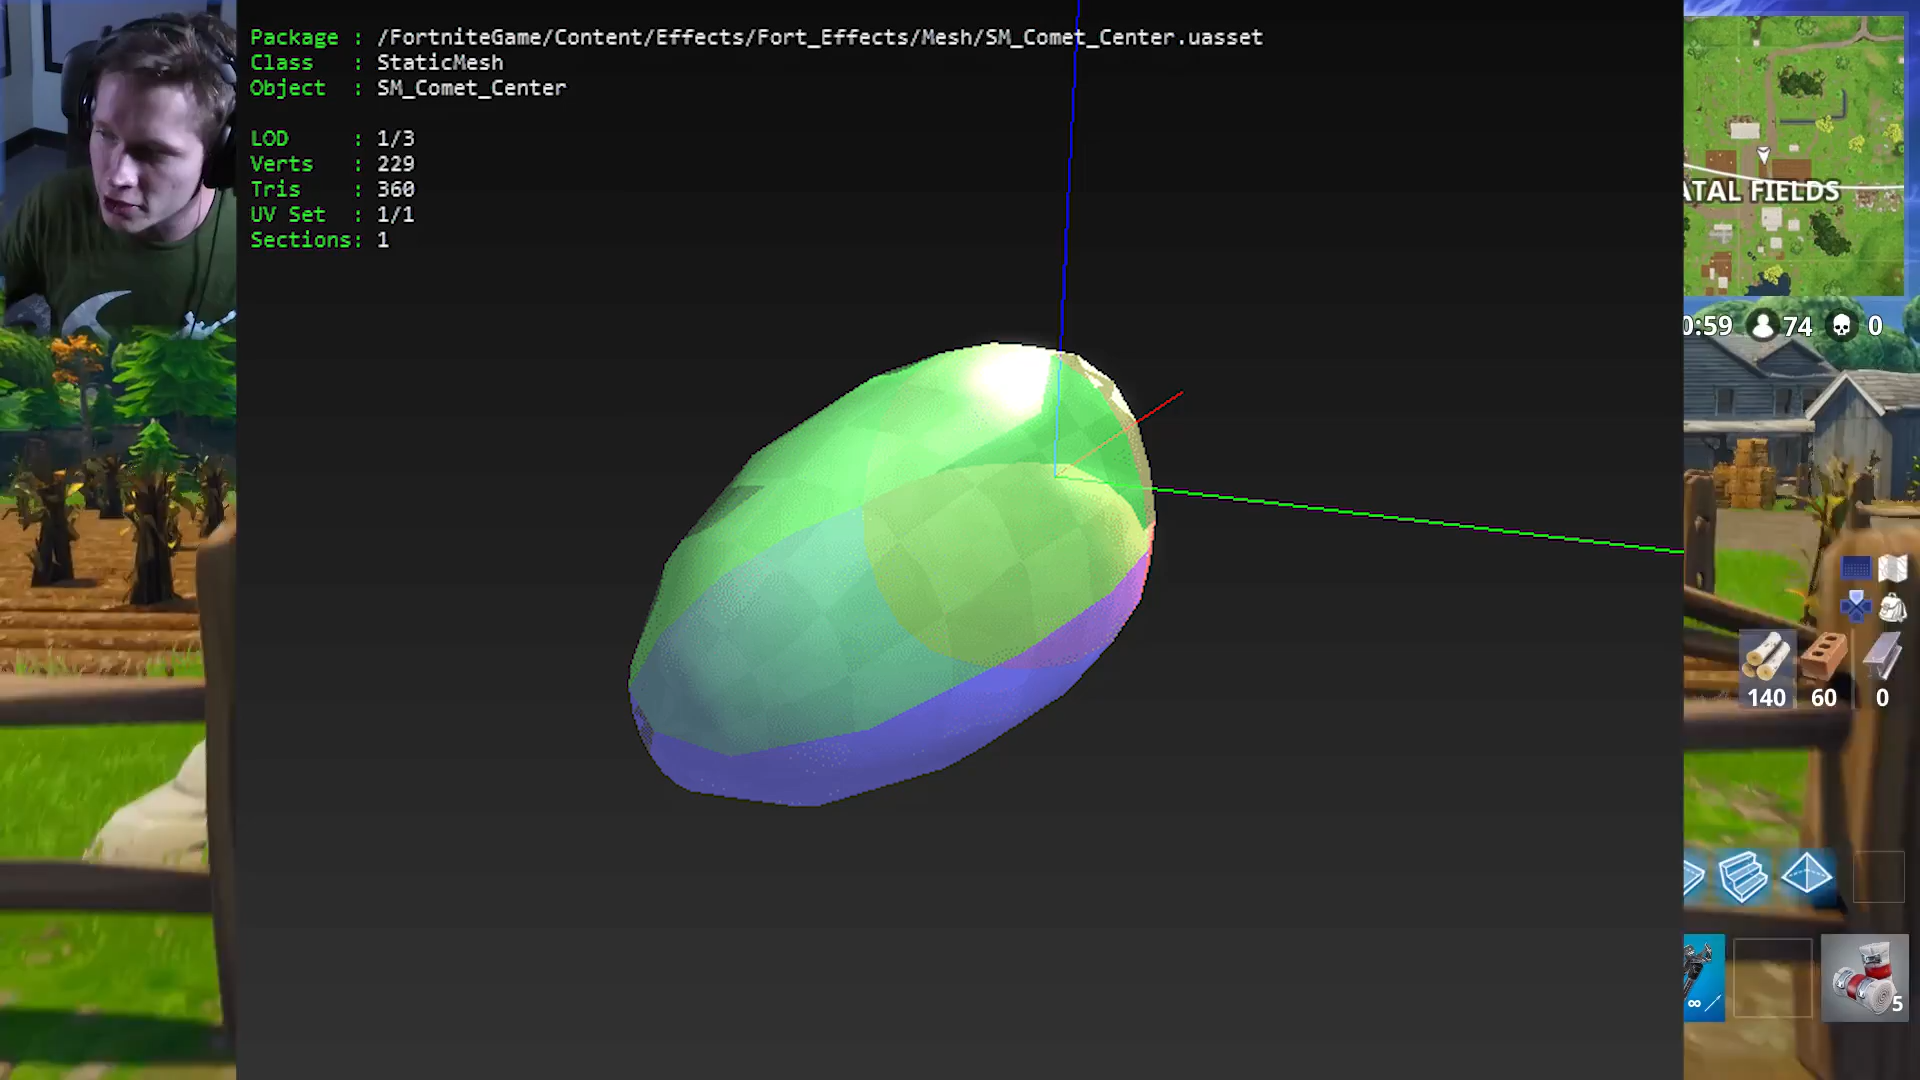 Package : /FortniteGame/Content/Effects/Fort_Effects/Mesh/SM_Comet_Center.uasset
Class : StaticMesh
Object : SM_Comet_Center
LOD : 1/3
Verts : 229
Tris : 360
UV Set : 1/1
Sections: 1
ATAL FIELDS
0:59 74 0
140 60 0
∞ 5